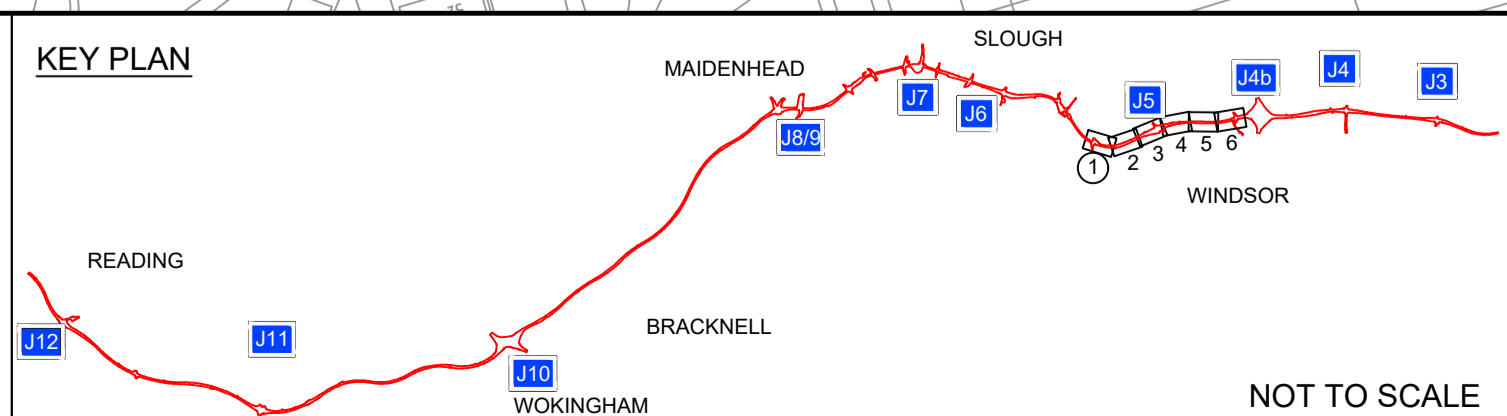 32
KEY PLAN
SLOUGH
MAIDENHEAD
J7
J6
J5
J4b
J4
J3
J8/9
1
2
3
4
5
6
WINDSOR
READING
J12
J11
BRACKNELL
J10
WOKINGHAM
NOT TO SCALE